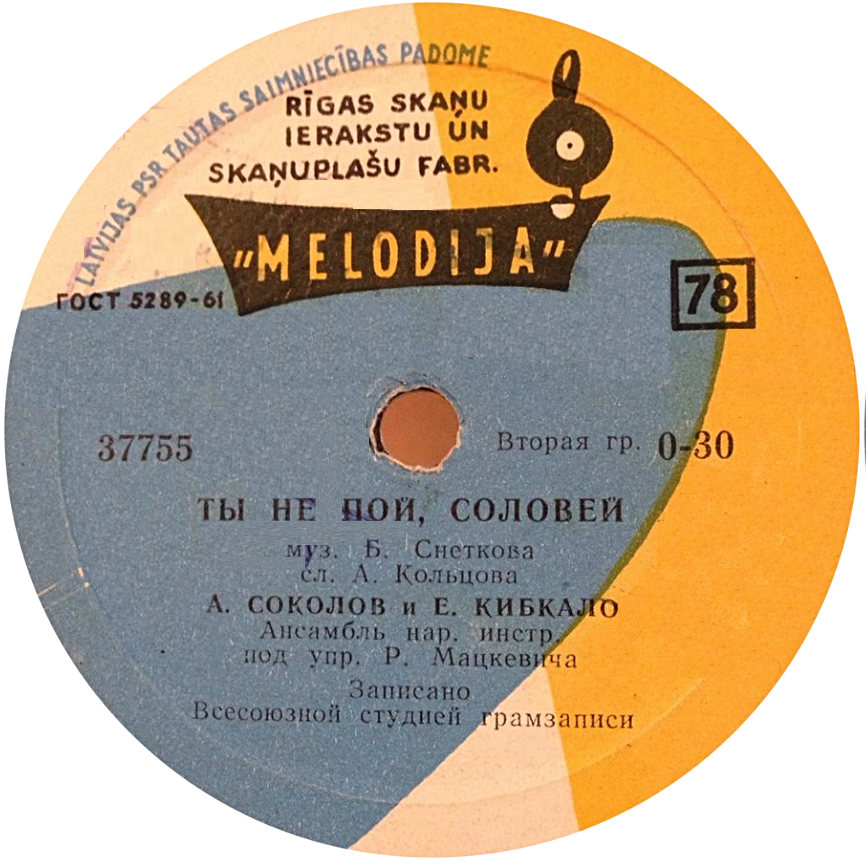 LATVIJAS PSR TAUTAS SAIMNIECĪBAS PADOME
RĪGAS SKAŅU
IERAKSTU UN
SKAŅUPLAŠU FABR.
"MELODIJA"
ГОСТ 5289-61
78
37755
Вторая гр. 0-30
ТЫ НЕ ПОЙ, СОЛОВЕЙ
муз. Б. Снеткова
сл. А. Кольцова
А. СОКОЛОВ и Е. КИБКАЛО
Ансамбль нар. инстр.
под упр. Р. Мацкевича
Записано
Всесоюзной студией грамзаписи